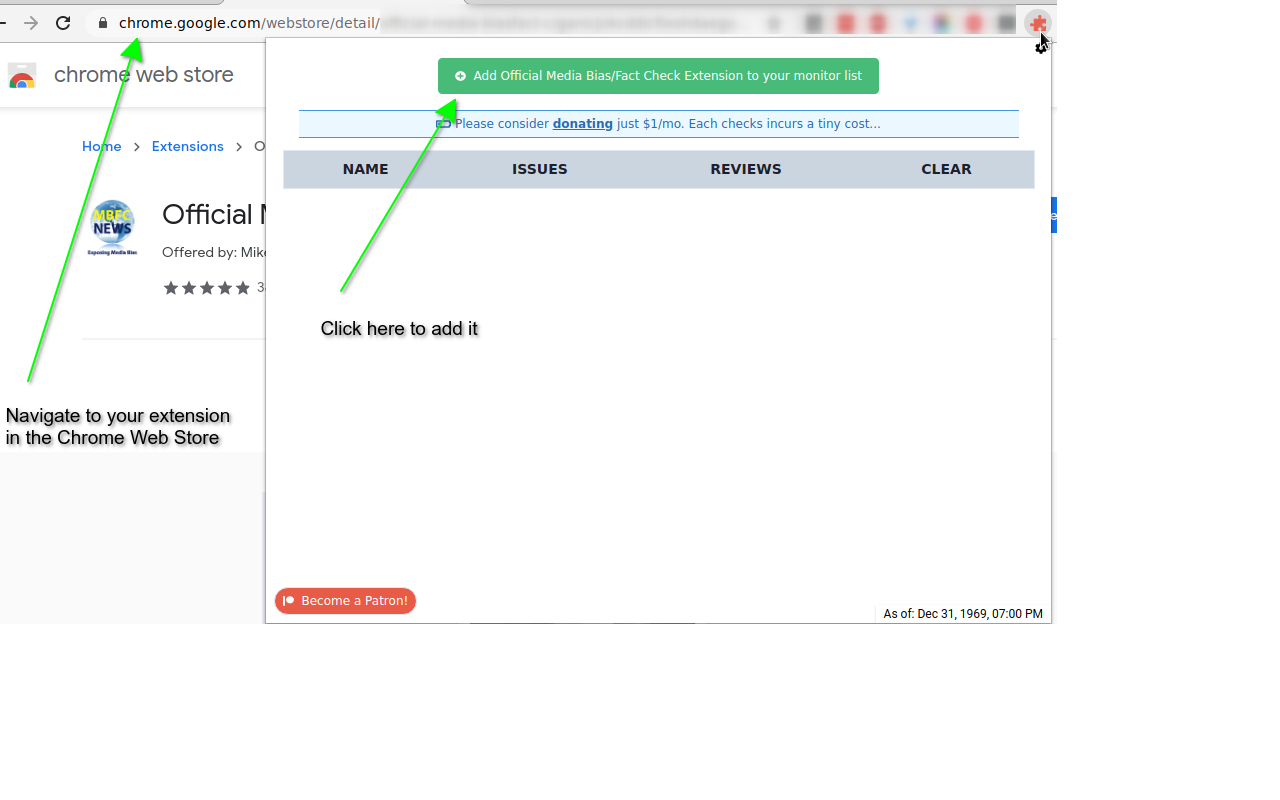 chrome.google.com/webstore/detail/
chrome web store
Add Official Media Bias/Fact Check Extension to your monitor list
Please consider donating just $1/mo. Each checks incurs a tiny cost...
Home > Extensions > O
NAME ISSUES REVIEWS CLEAR
MBFC
NEWS
Exposing Media Bias
Official
Offered by: Mike
Click here to add it
Navigate to your extension
in the Chrome Web Store
Become a Patron!
As of: Dec 31, 1969, 07:00 PM